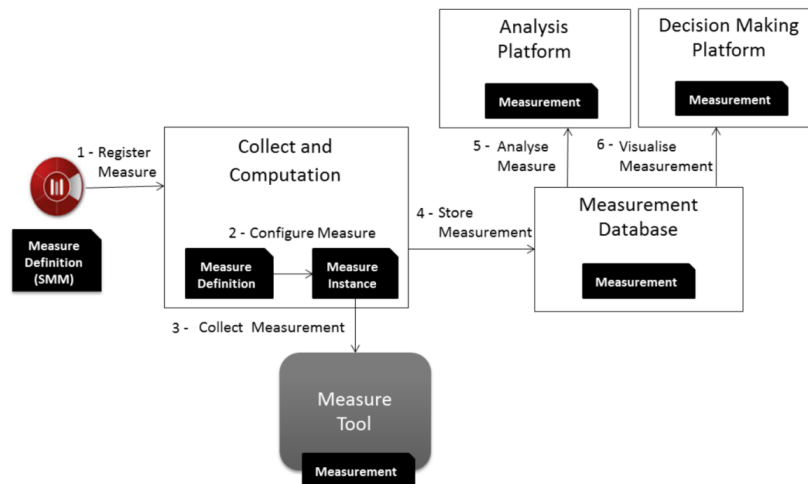 Analysis
Platform
Measurement
Decision Making
Platform
Measurement
1 - Register
Measure
Measure
Definition
(SMM)
Collect and
Computation
2 - Configure Measure
Measure
Definition
Measure
Instance
3 - Collect Measurement
Measure
Tool
Measurement
4 - Store
Measurement
5 - Analyse
Measure
6 - Visualise
Measurement
Measurement
Database
Measurement